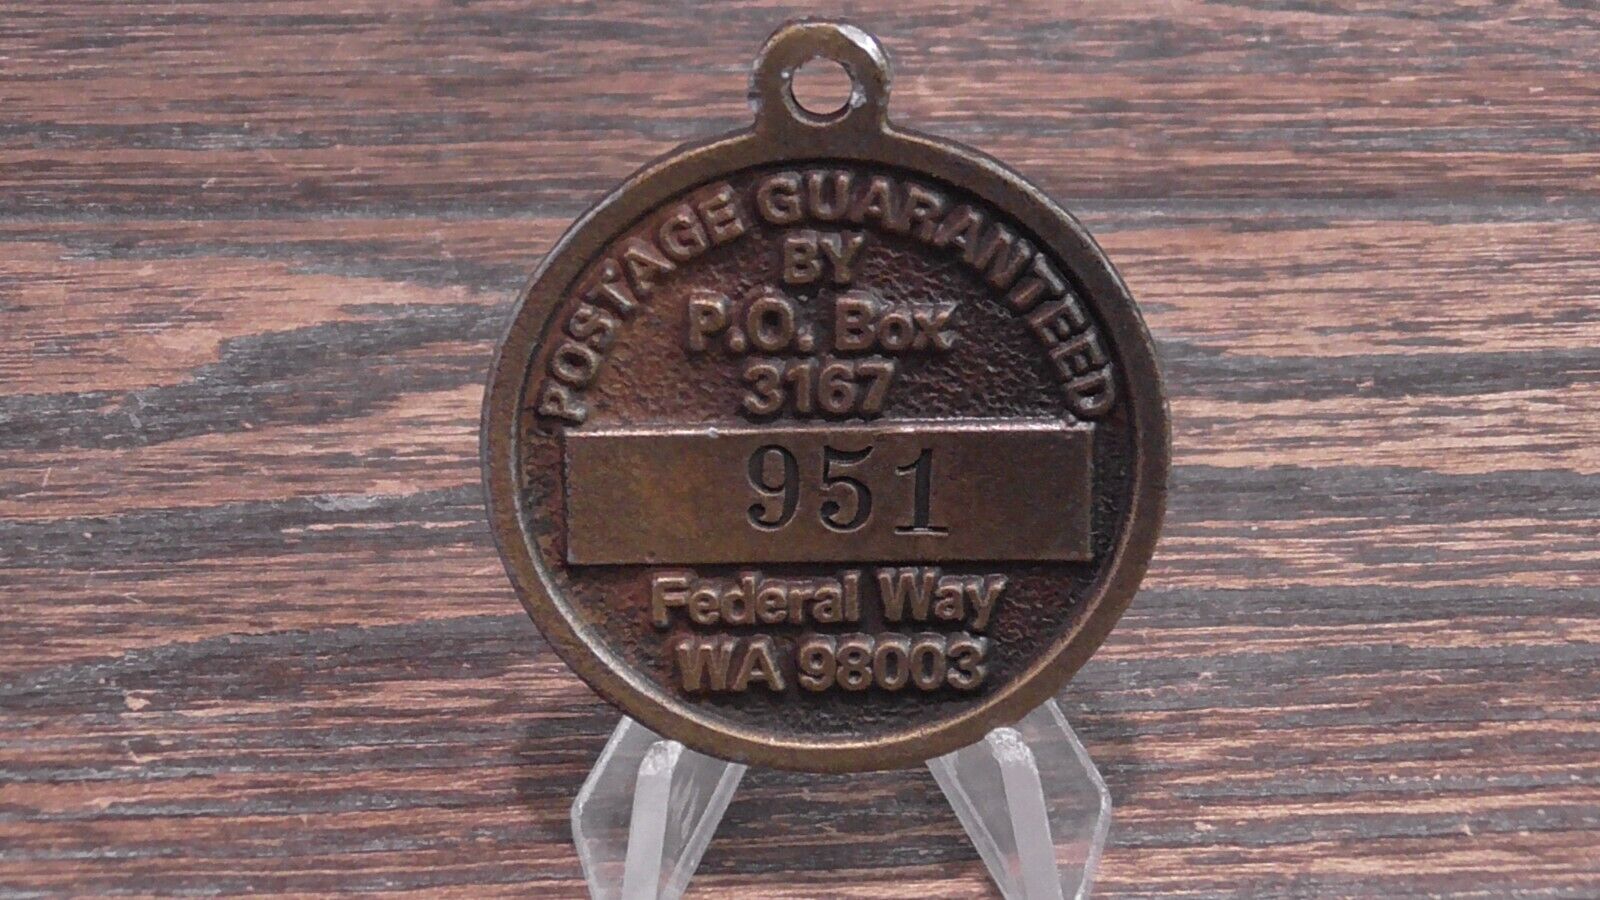 POSTAGE GUARANTEED
BY
P.O. Box
3167
951
Federal Way
WA 98003